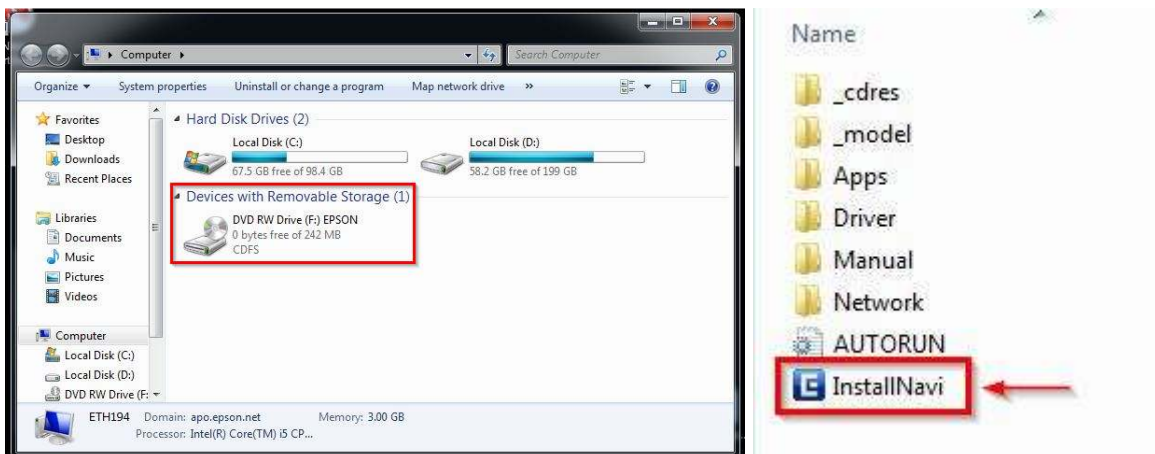 Computer
Search Computer
Organize
System properties
Uninstall or change a program
Map network drive
»
Favorites
Desktop
Downloads
Recent Places
Libraries
Documents
Music
Pictures
Videos
Computer
Local Disk (C:)
Local Disk (D:)
DVD RW Drive (F:
Hard Disk Drives (2)
Local Disk (C:)
67.5 GB free of 98.4 GB
Local Disk (D:)
58.2 GB free of 199 GB
Devices with Removable Storage (1)
DVD RW Drive (F:) EPSON
0 bytes free of 242 MB
CDFS
ETH194 Domain: apo.epson.net Memory: 3.00 GB
Processor: Intel(R) Core(TM) i5 CP...
Name
_cdres
_model
Apps
Driver
Manual
Network
AUTORUN
InstallNavi